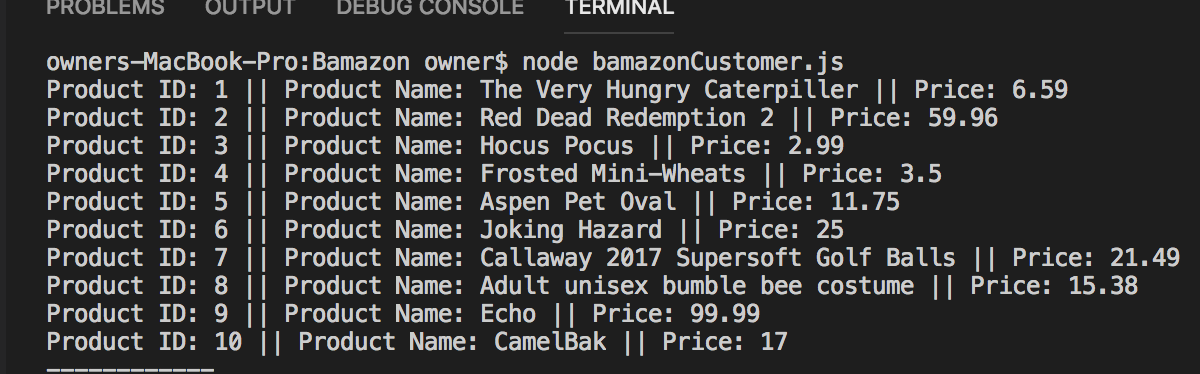 PROBLEMS OUTPUT DEBUG CONSOLE TERMINAL
owners-MacBook-Pro:Bamazon owner$ node bamazonCustomer.js
Product ID: 1 || Product Name: The Very Hungry Caterpiller || Price: 6.59
Product ID: 2 || Product Name: Red Dead Redemption 2 || Price: 59.96
Product ID: 3 || Product Name: Hocus Pocus || Price: 2.99
Product ID: 4 || Product Name: Frosted Mini-Wheats || Price: 3.5
Product ID: 5 || Product Name: Aspen Pet Oval || Price: 11.75
Product ID: 6 || Product Name: Joking Hazard || Price: 25
Product ID: 7 || Product Name: Callaway 2017 Supersoft Golf Balls || Price: 21.49
Product ID: 8 || Product Name: Adult unisex bumble bee costume || Price: 15.38
Product ID: 9 || Product Name: Echo || Price: 99.99
Product ID: 10 || Product Name: CamelBak || Price: 17
------------